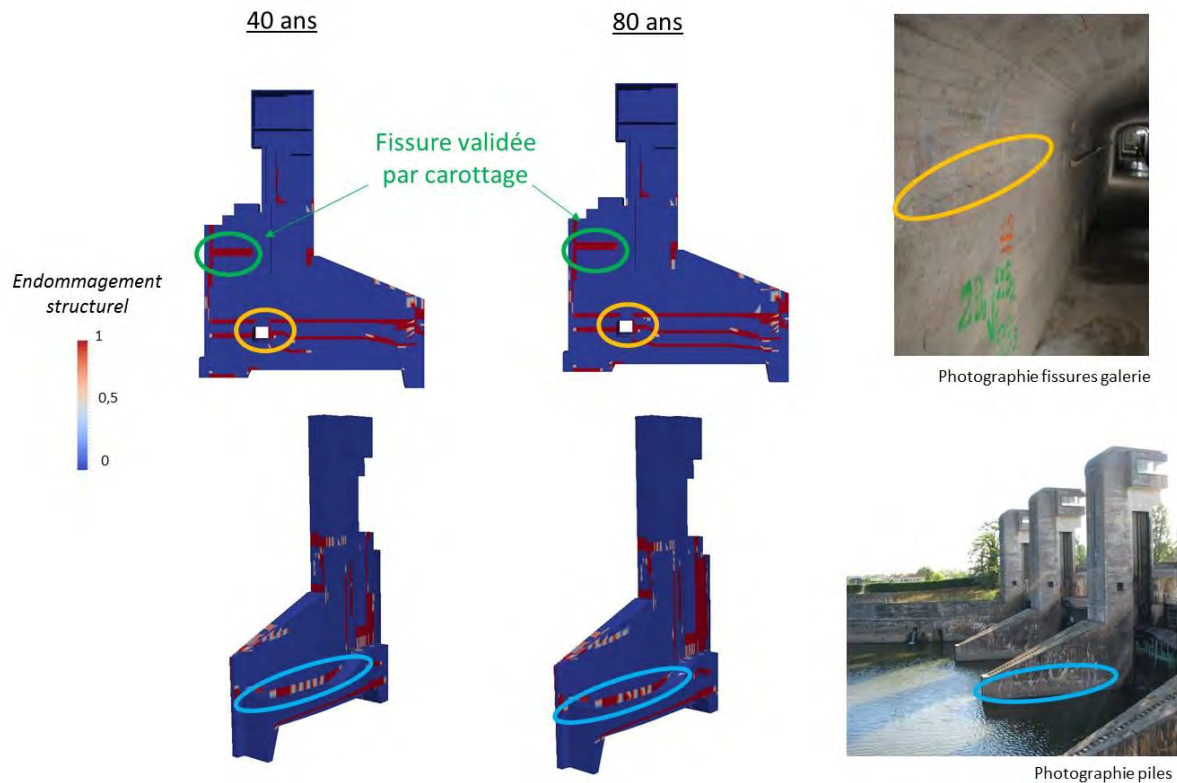 40 ans
80 ans
Fissure validée
par carottage
Endommagement
structurel
1
0,5
0
Photographie fissures galerie
Photographie piles